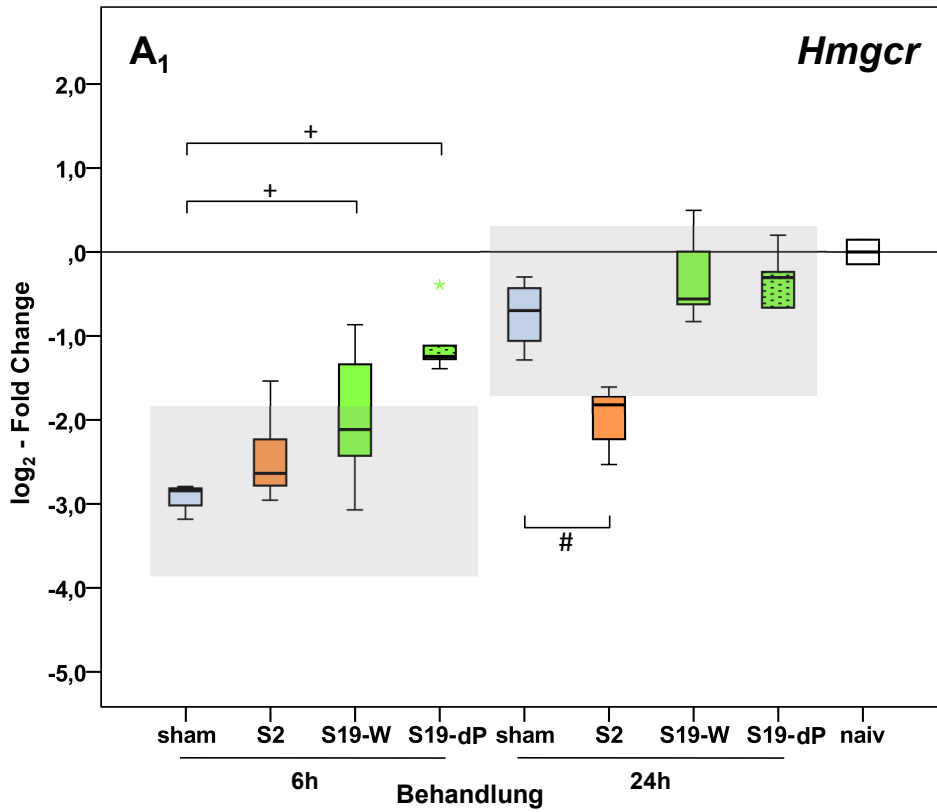 A₁
Hmgcr
2,0
+
1,0
+
,0
-1,0
-2,0
-3,0
#
-4,0
-5,0
log₂ - Fold Change
sham S2 S19-W S19-dP sham S2 S19-W S19-dP naiv
6h 24h
Behandlung